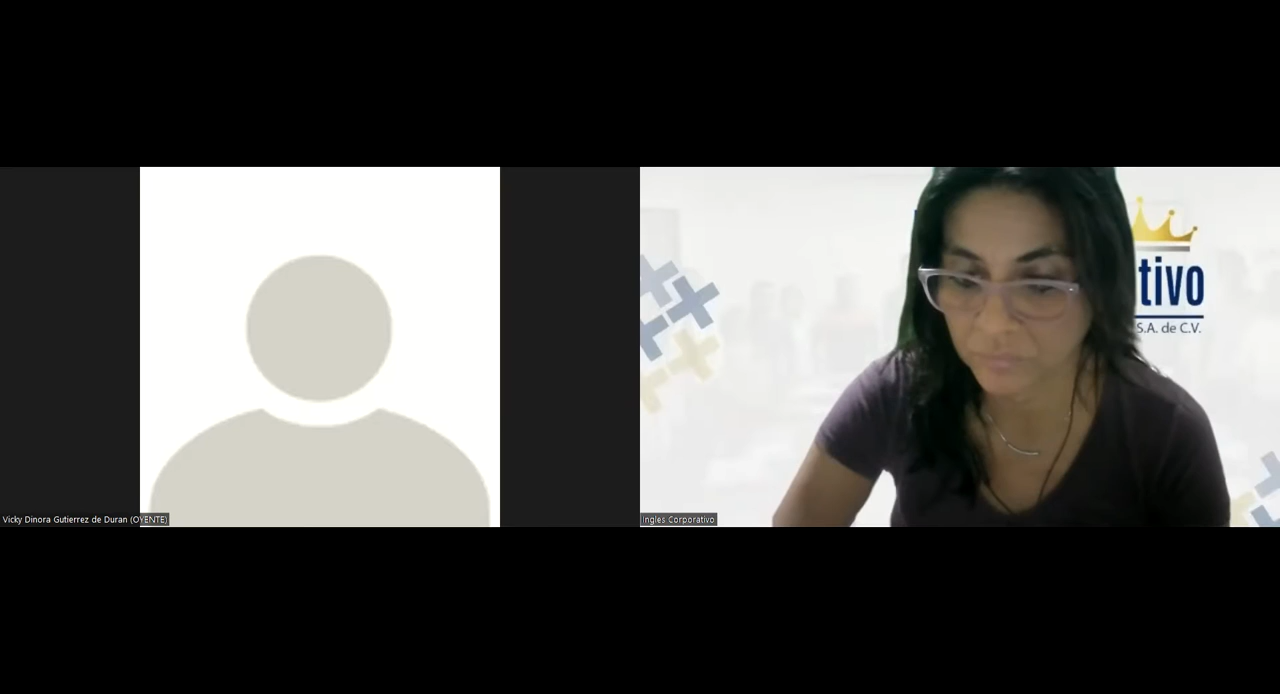 tivo
S.A. de C.V.
Vicky Dinora Gutierrez de Duran (OYENTE)
Ingles Corporativo